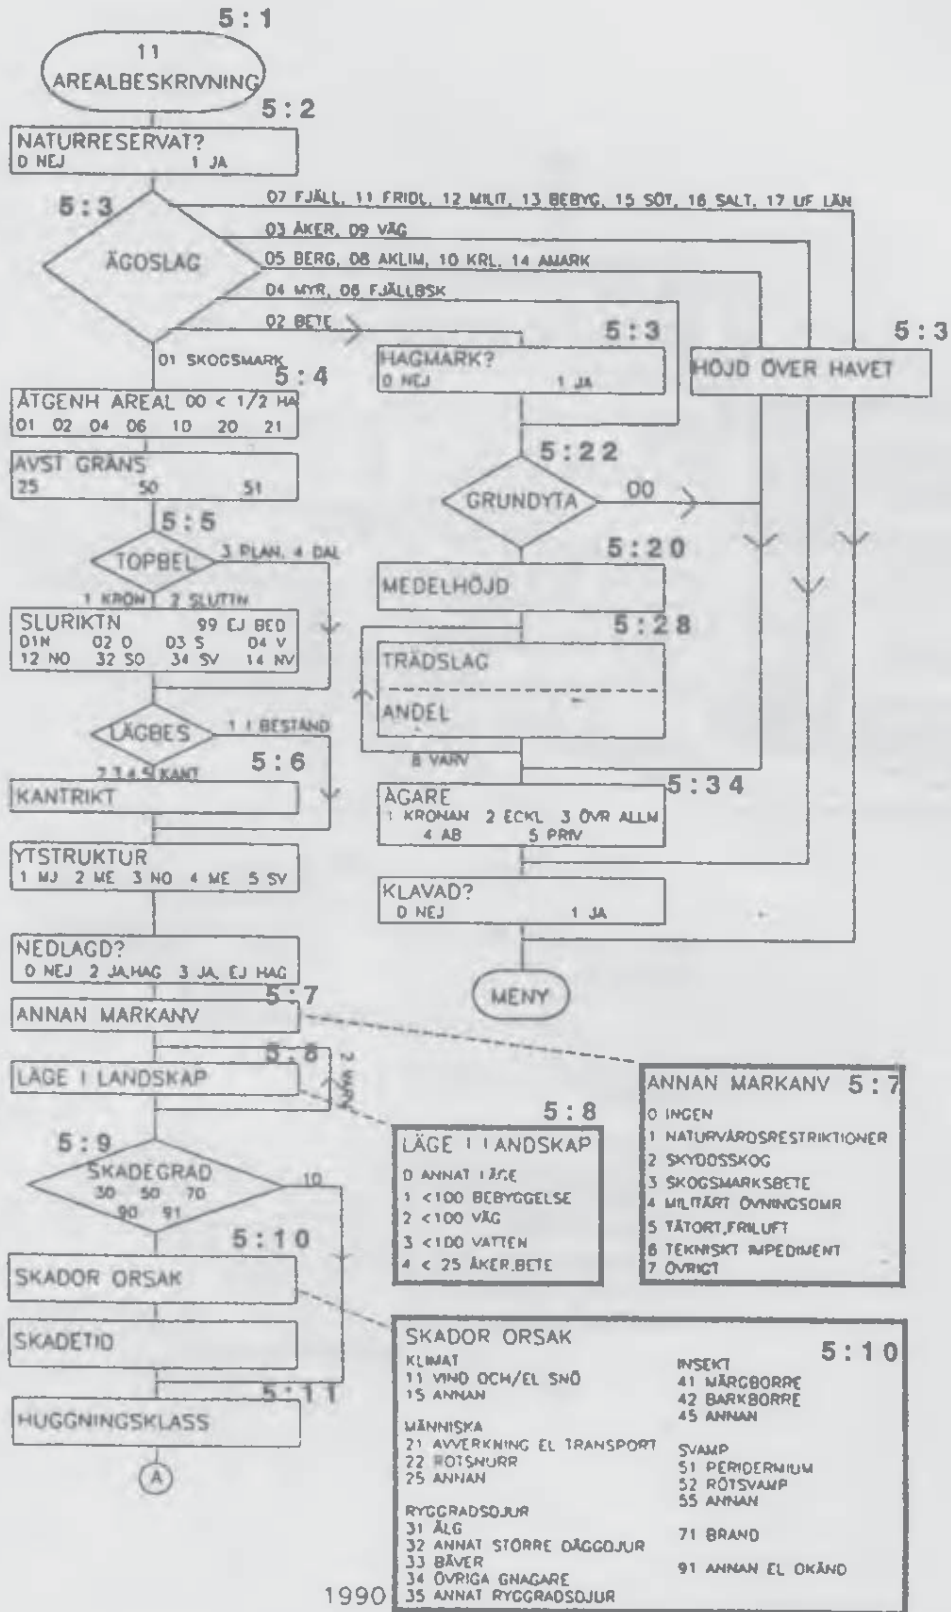 5:1
11
AREALBESKRIVNING
5:2
NATURRESERVAT?
0 NEJ 1 JA
5:3
ÄGOSLAG
07 FJÄLL, 11 FRIDL, 12 MILIT, 13 BEBYG, 15 SÖT, 16 SALT, 17 UF LÄN
03 ÅKER, 09 VÄG
05 BERG, 08 AKLIM, 10 KRL, 14 AMARK
04 MYR, 06 FJÄLLBSK
02 BETE
01 SKOGSMARK
5:4
ÅTGENH AREAL 00 < 1/2 HA
01 02 04 06 10 20 21
AVST GRÄNS
25 50 51
5:5
TOPBEL
3 PLAN, 4 DAL
1 KRON 2 SLUTTN
SLURIKTN 99 EJ BED
01N 02 O 03 S 04 V
12 NO 32 SO 34 SV 14 NV
LÄGBES
1 I BESTÅND
2,3,4,5 KANT
5:6
KANTRIKT
YTSTRUKTUR
1 MJ 2 ME 3 NO 4 ME 5 SV
NEDLAGD?
0 NEJ 2 JA,HAG 3 JA, EJ HAG
5:7
ANNAN MARKANV
5:8
LÄGE I LANDSKAP
2 VARV
5:9
SKADEGRAD
30 50 70
90 91
10
5:10
SKADOR ORSAK
SKADETID
5:11
HUGGNINGSKLASS
A
5:3
HAGMARK?
0 NEJ 1 JA
5:3
HÖJD ÖVER HAVET
5:22
GRUNDYTA
00
5:20
MEDELHÖJD
5:28
TRÄDSLAG
ANDEL
8 VARV
5:34
ÄGARE
1 KRONAN 2 ECKL 3 ÖVR ALLM
4 AB 5 PRIV
KLAVAD?
0 NEJ 1 JA
MENY
ANNAN MARKANV 5:7
0 INGEN
1 NATURVÅRDSRESTRIKTIONER
2 SKYDDSSKOG
3 SKOGSMARKSBETE
4 MILITÄRT ÖVNINGSOMR
5 TÄTORT,FRILUFT
6 TEKNISKT IMPEDIMENT
7 ÖVRIGT
5:8
LÄGE I LANDSKAP
0 ANNAT LÄGE
1 <100 BEBYGGELSE
2 <100 VÄG
3 <100 VATTEN
4 < 25 ÅKER.BETE
SKADOR ORSAK 5:10
KLIMAT
11 VIND OCH/EL SNÖ
15 ANNAN
MÄNNISKA
21 AVVERKNING EL TRANSPORT
22 ROTSNURR
25 ANNAN
RYGGRADSDJUR
31 ÄLG
32 ANNAT STÖRRE DÄGGDJUR
33 BÄVER
34 ÖVRIGA GNAGARE
35 ANNAT RYGGRADSDJUR
INSEKT
41 MÄRGBORRE
42 BARKBORRE
45 ANNAN
SVAMP
51 PERIDERMIUM
52 RÖTSVAMP
55 ANNAN
71 BRAND
91 ANNAN EL OKÄND
1990